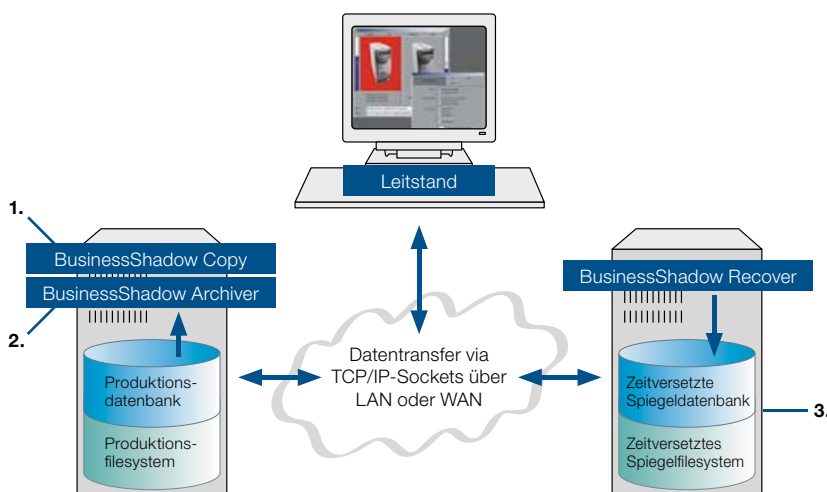 Leitstand
1.
BusinessShadow Copy
BusinessShadow Archiver
2.
Produktions-
datenbank
Produktions-
filesystem
Datentransfer via
TCP/IP-Sockets über
LAN oder WAN
BusinessShadow Recover
Zeitversetzte
Spiegeldatenbank
Zeitversetztes
Spiegelfilesystem
3.